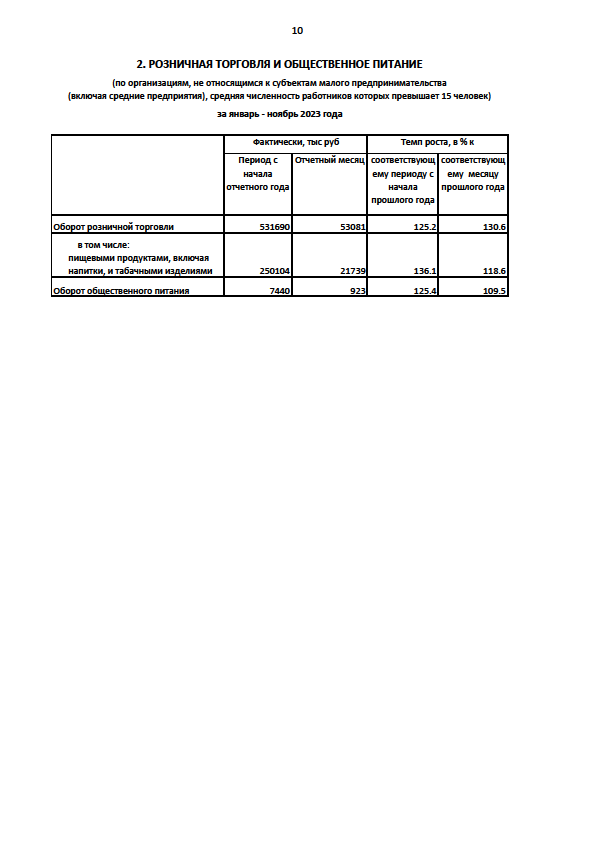 10
2. РОЗНИЧНАЯ ТОРГОВЛЯ И ОБЩЕСТВЕННОЕ ПИТАНИЕ
(по организациям, не относящимся к субъектам малого предпринимательства
(включая средние предприятия), средняя численность работников которых превышает 15 человек)
за январь - ноябрь 2023 года
Фактически, тыс руб Темп роста, в % к
Период с Отчетный месяц соответствующ соответствующ
начала ему периоду с ему месяцу
отчетного года начала прошлого года
прошлого года
Оборот розничной торговли 531690 53081 125.2 130.6
в том числе:
пищевыми продуктами, включая
напитки, и табачными изделиями 250104 21739 136.1 118.6
Оборот общественного питания 7440 923 125.4 109.5